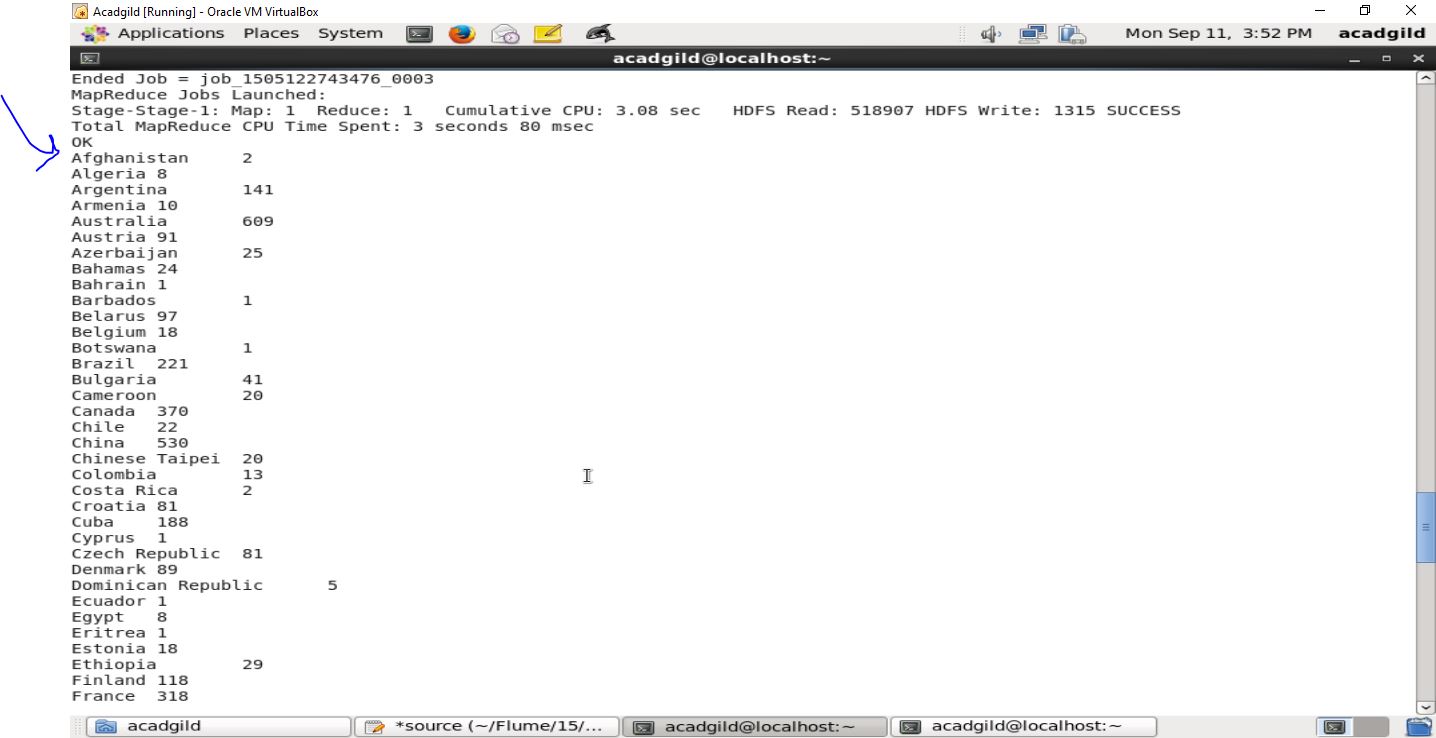 Acadgild [Running] - Oracle VM VirtualBox
Applications Places System Mon Sep 11, 3:52 PM acadgild
acadgild@localhost:~
Ended Job = job_1505122743476_0003
MapReduce Jobs Launched:
Stage-Stage-1: Map: 1 Reduce: 1 Cumulative CPU: 3.08 sec HDFS Read: 518907 HDFS Write: 1315 SUCCESS
Total MapReduce CPU Time Spent: 3 seconds 80 msec
OK
Afghanistan 2
Algeria 8
Argentina 141
Armenia 10
Australia 609
Austria 91
Azerbaijan 25
Bahamas 24
Bahrain 1
Barbados 1
Belarus 97
Belgium 18
Botswana 1
Brazil 221
Bulgaria 41
Cameroon 20
Canada 370
Chile 22
China 530
Chinese Taipei 20
Colombia 13
Costa Rica 2
Croatia 81
Cuba 188
Cyprus 1
Czech Republic 81
Denmark 89
Dominican Republic 5
Ecuador 1
Egypt 8
Eritrea 1
Estonia 18
Ethiopia 29
Finland 118
France 318
acadgild *source (~/Flume/15/... acadgild@localhost:~ acadgild@localhost:~